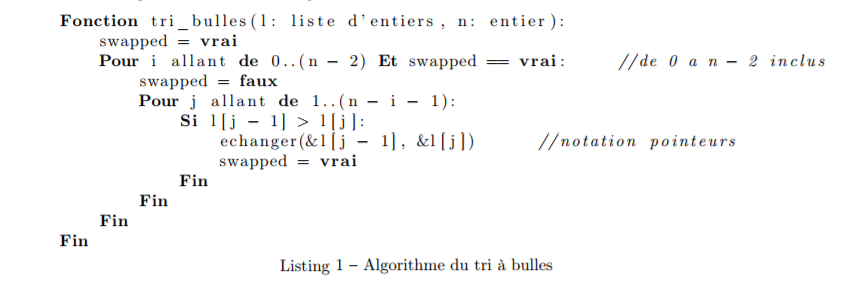 Fonction tri_bulles(l: liste d'entiers, n: entier):
swapped = vrai
Pour i allant de 0..(n − 2) Et swapped == vrai: //de 0 a n − 2 inclus
swapped = faux
Pour j allant de 1..(n − i − 1):
Si l[j − 1] > l[j]:
echanger(&l[j − 1], &l[j]) //notation pointeurs
swapped = vrai
Fin
Fin
Fin
Fin
Listing 1 – Algorithme du tri à bulles